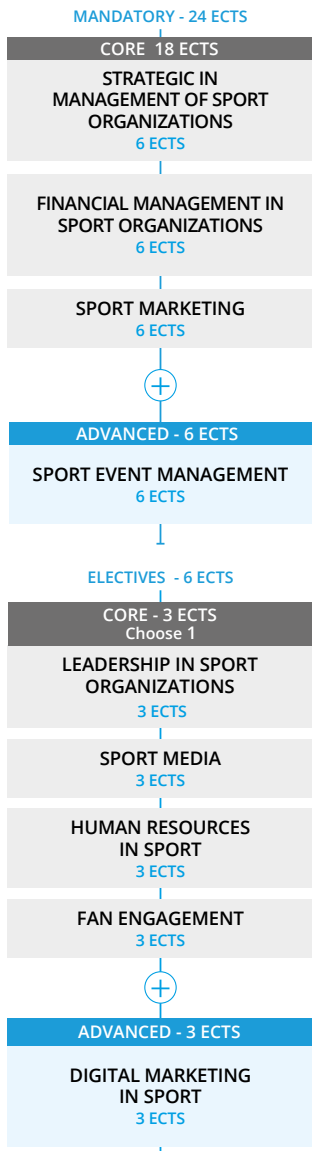 MANDATORY - 24 ECTS
CORE 18 ECTS
STRATEGIC IN
MANAGEMENT OF SPORT
ORGANIZATIONS
6 ECTS
FINANCIAL MANAGEMENT IN
SPORT ORGANIZATIONS
6 ECTS
SPORT MARKETING
6 ECTS
+
ADVANCED - 6 ECTS
SPORT EVENT MANAGEMENT
6 ECTS
ELECTIVES - 6 ECTS
CORE - 3 ECTS
Choose 1
LEADERSHIP IN SPORT
ORGANIZATIONS
3 ECTS
SPORT MEDIA
3 ECTS
HUMAN RESOURCES
IN SPORT
3 ECTS
FAN ENGAGEMENT
3 ECTS
+
ADVANCED - 3 ECTS
DIGITAL MARKETING
IN SPORT
3 ECTS